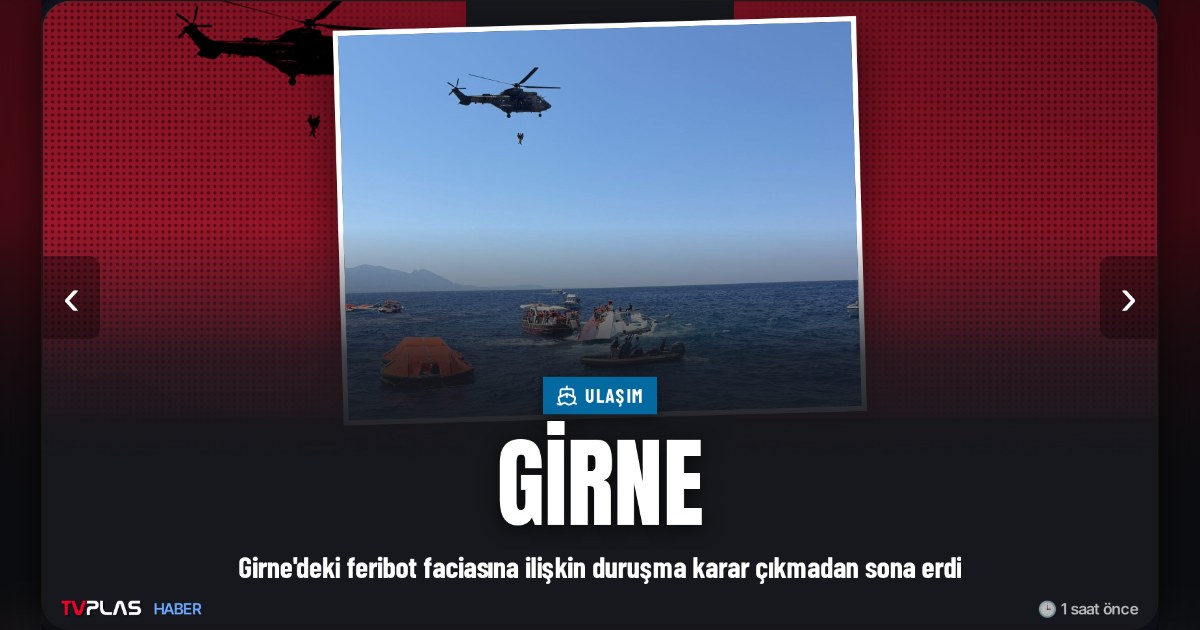 ULAŞIM
GİRNE
Girne'deki feribot faciasına ilişkin duruşma karar çıkmadan sona erdi
TVPLAS HABER
1 saat önce